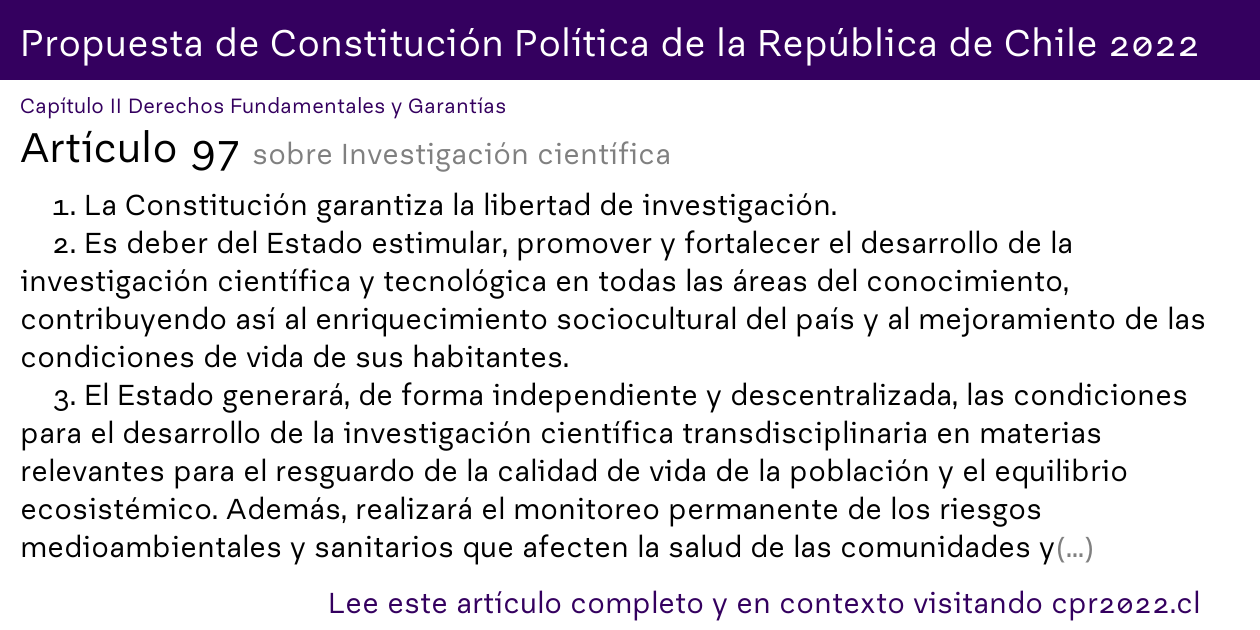 Propuesta de Constitución Política de la República de Chile 2022
Capítulo II Derechos Fundamentales y Garantías
Artículo 97 sobre Investigación científica
1. La Constitución garantiza la libertad de investigación.
2. Es deber del Estado estimular, promover y fortalecer el desarrollo de la
investigación científica y tecnológica en todas las áreas del conocimiento,
contribuyendo así al enriquecimiento sociocultural del país y al mejoramiento de las
condiciones de vida de sus habitantes.
3. El Estado generará, de forma independiente y descentralizada, las condiciones
para el desarrollo de la investigación científica transdisciplinaria en materias
relevantes para el resguardo de la calidad de vida de la población y el equilibrio
ecosistémico. Además, realizará el monitoreo permanente de los riesgos
medioambientales y sanitarios que afecten la salud de las comunidades y(...)
Lee este artículo completo y en contexto visitando cpr2022.cl